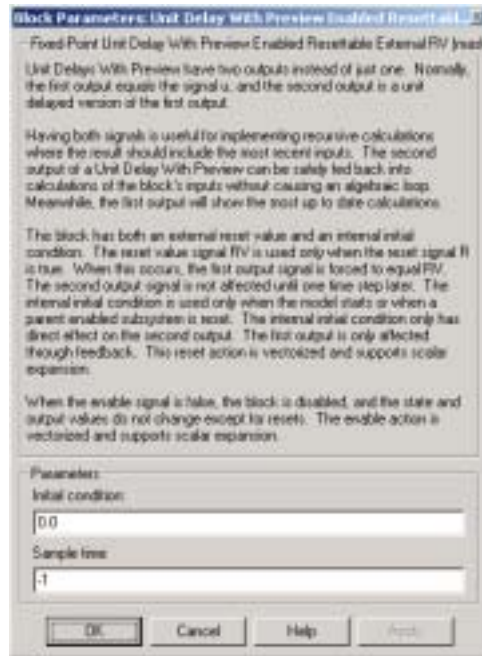 Block Parameters: Unit Delay With Preview Enabled Resettabl...
Fixed-Point Unit Delay With Preview Enabled Resettable External RV (mask
Unit Delays With Preview have two outputs instead of just one. Normally,
the first output equals the signal u, and the second output is a unit
delayed version of the first output.
Having both signals is useful for implementing recursive calculations
where the result should include the most recent inputs. The second
output of a Unit Delay With Preview can be safely fed back into
calculations of the block's inputs without causing an algebraic loop.
Meanwhile, the first output will show the most up to date calculations.
This block has both an external reset value and an internal initial
condition. The reset value signal RV is used only when the reset signal R
is true. When this occurs, the first output signal is forced to equal RV.
The second output signal is not affected until one time step later. The
internal initial condition is used only when the model starts or when a
parent enabled subsystem is reset. The internal initial condition only has
direct effect on the second output. The first output is only affected
through feedback. This reset action is vectorized and supports scalar
expansion.
When the enable signal is false, the block is disabled, and the state and
output values do not change except for resets. The enable action is
vectorized and supports scalar expansion.
Parameters
Initial condition:
0.0
Sample time
-1
OK Cancel Help Apply